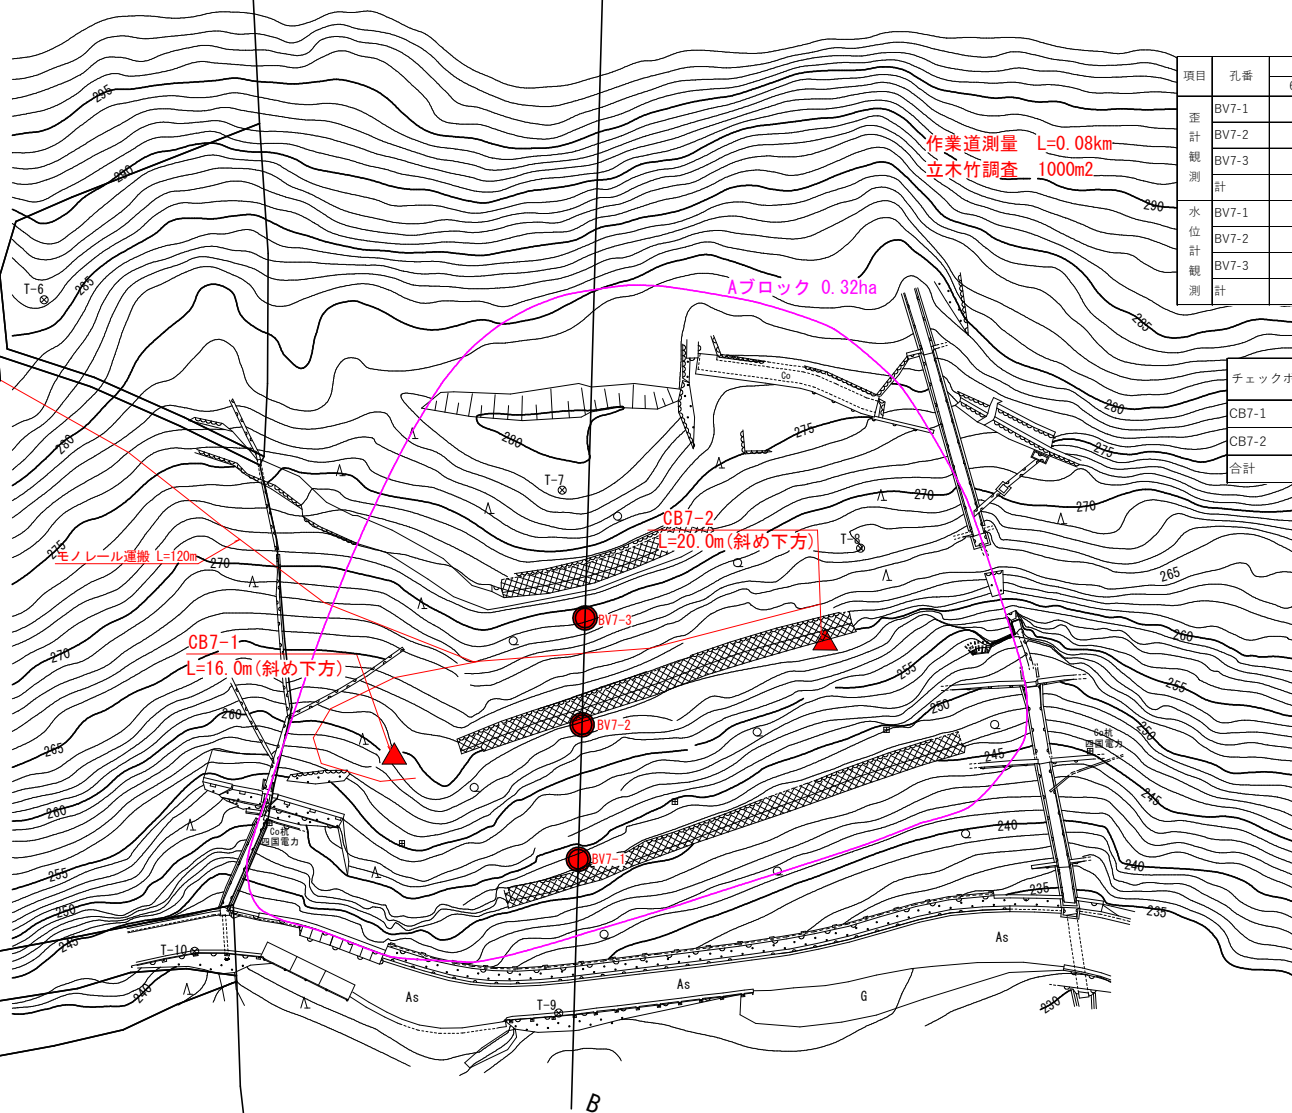 295
290
項目 孔番
BV7-1
BV7-2
BV7-3
計
歪計観測
水位計観測
BV7-1
BV7-2
BV7-3
計
作業道測量 L=0.08km
立木竹調査 1000m2
290
T-6
285
Aブロック 0.32ha
285
チェックボ
CB7-1
CB7-2
合計
Co
280
280
280
275
275
T-7
270
270
CB7-2
L=20.0m(斜め下方)
T-8
275
モノレール運搬 L=120m
270
265
BV7-3
260
CB7-1
L=16.0m(斜め下方)
270
255
255
260
250
BV7-2
250
265
Co杭
四国電力
245
245
260
Co杭
四国電力
240
BV7-1
240
255
235
235
250
245
T-10
As
As
As
240
G
T-9
230
B